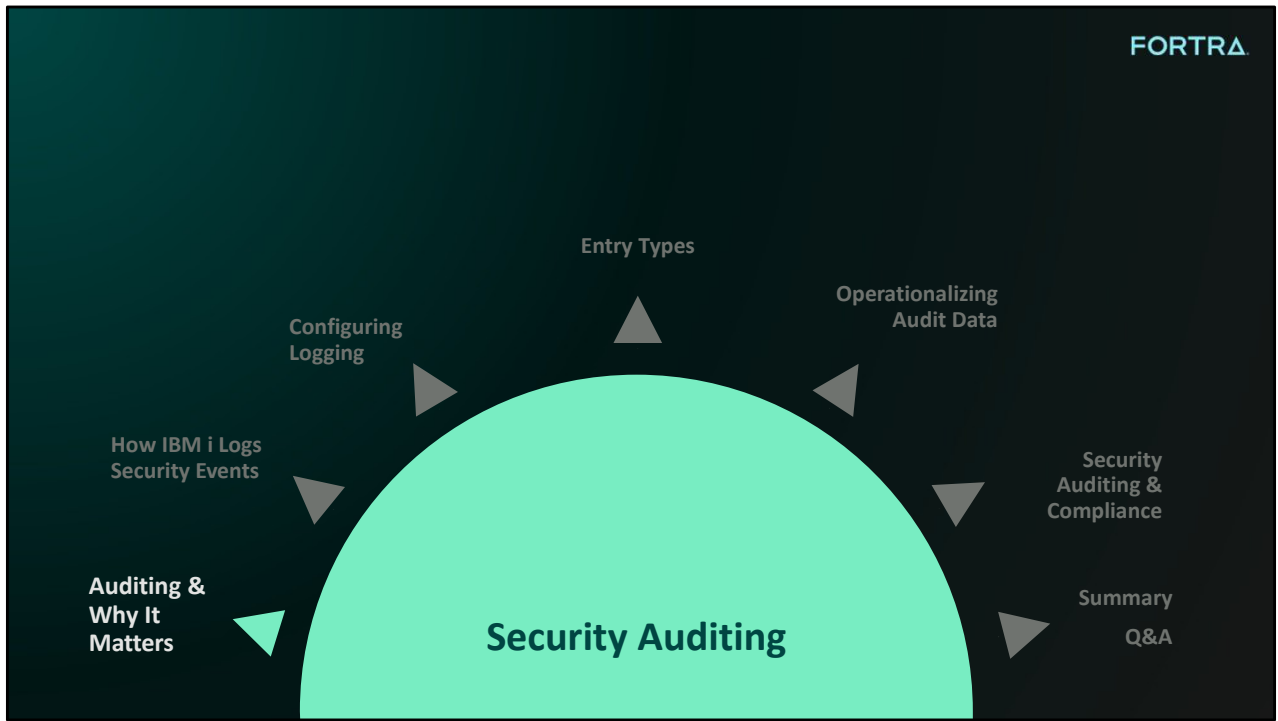 FORTRA
Entry Types
Operationalizing
Audit Data
Configuring
Logging
How IBM i Logs
Security Events
Security
Auditing &
Compliance
Auditing &
Why It
Matters
Summary
Q&A
Security Auditing